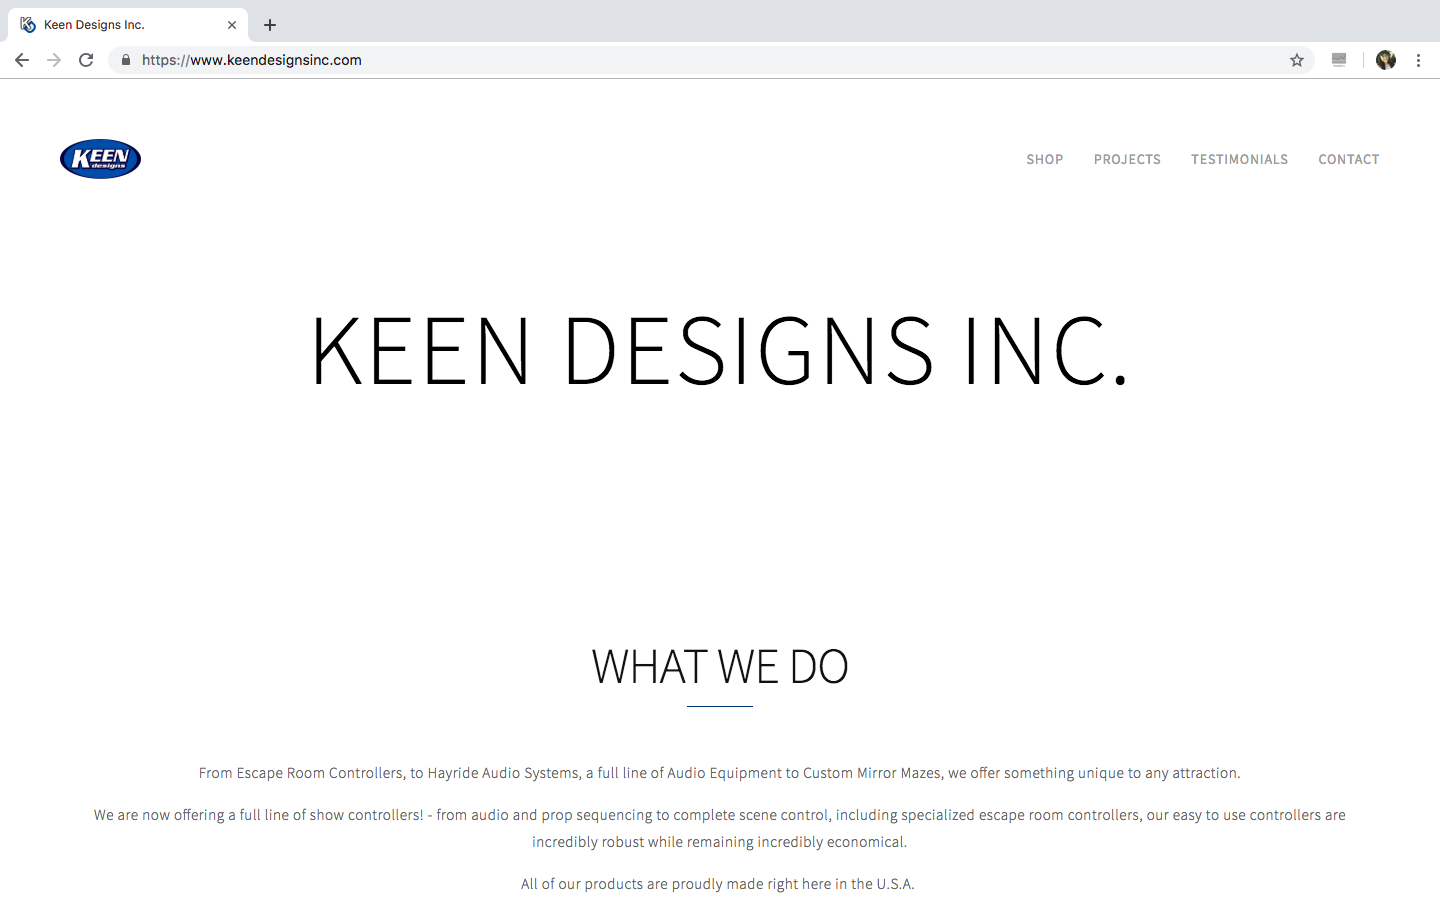 Keen Designs Inc.
https://www.keendesignsinc.com
KEEN
designs
SHOP PROJECTS TESTIMONIALS CONTACT
KEEN DESIGNS INC.
WHAT WE DO
From Escape Room Controllers, to Hayride Audio Systems, a full line of Audio Equipment to Custom Mirror Mazes, we offer something unique to any attraction.
We are now offering a full line of show controllers! - from audio and prop sequencing to complete scene control, including specialized escape room controllers, our easy to use controllers are
incredibly robust while remaining incredibly economical.
All of our products are proudly made right here in the U.S.A.